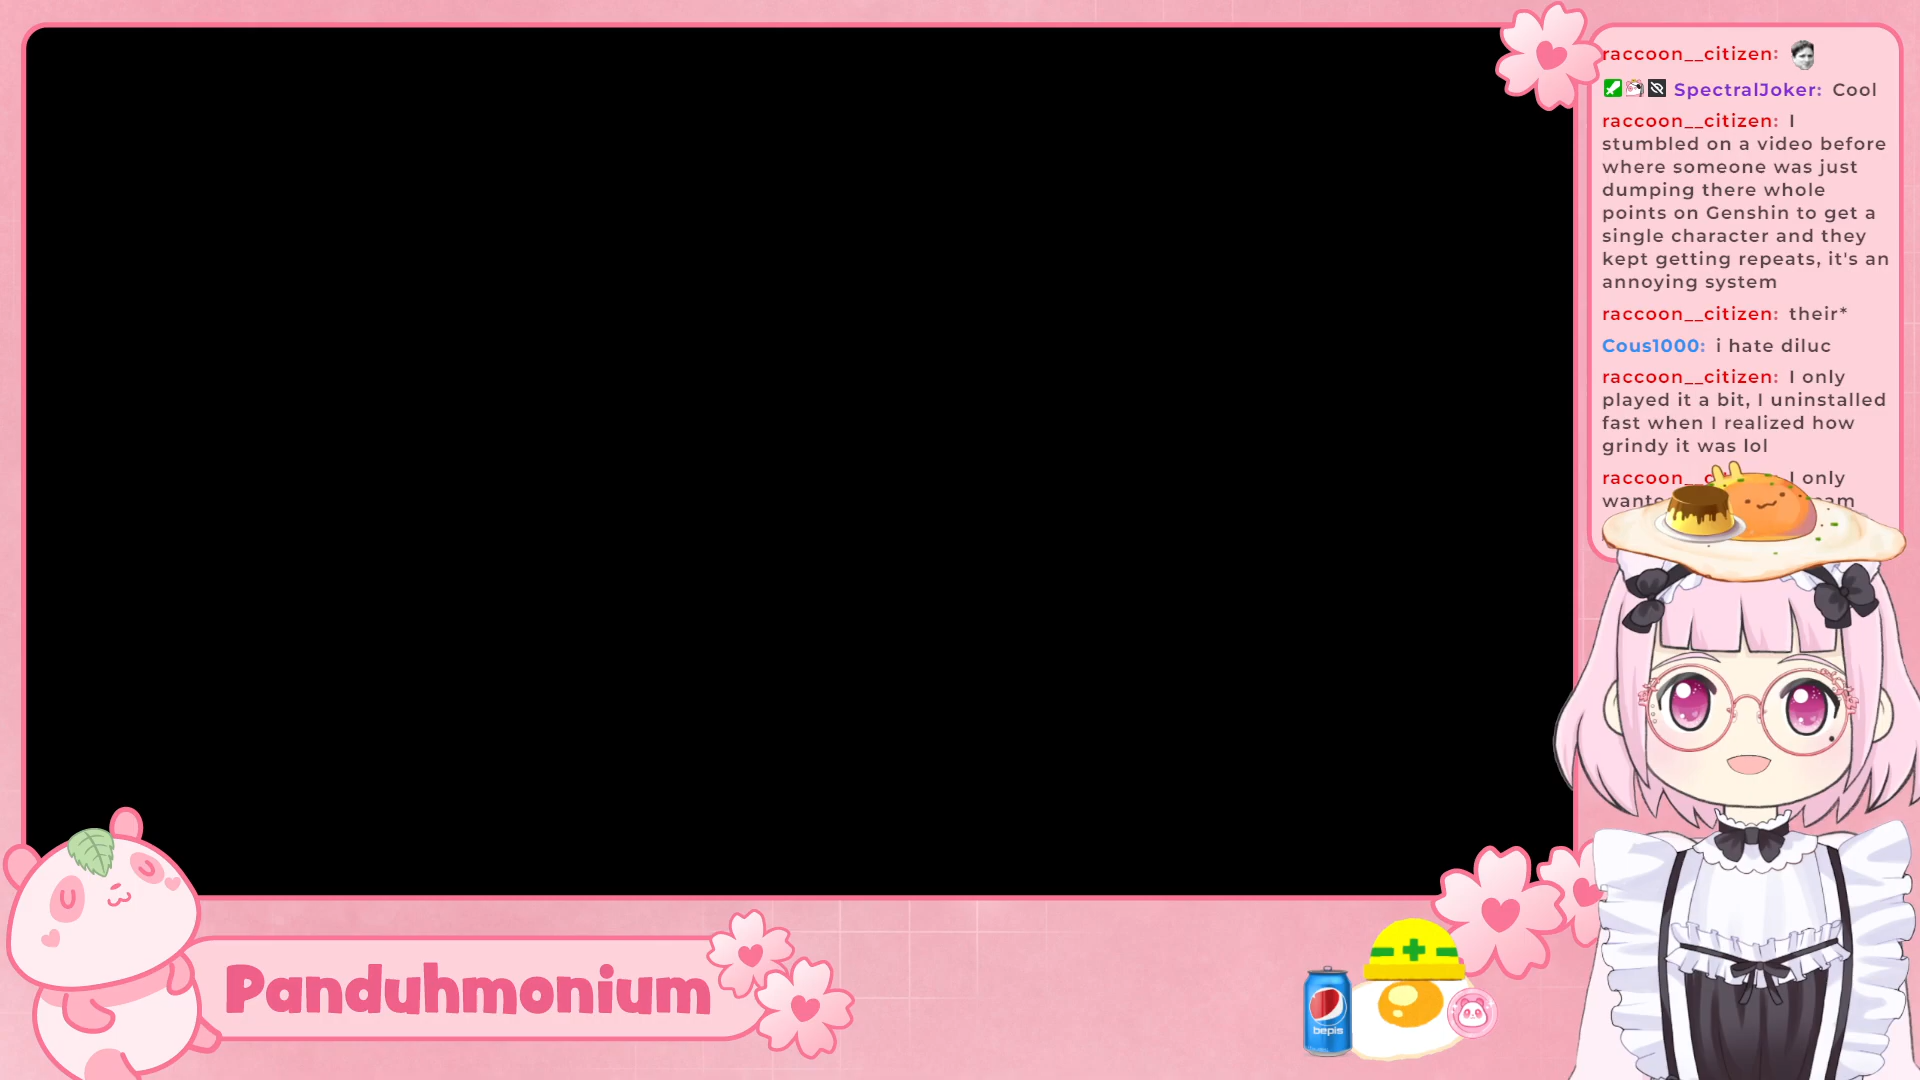 raccoon__citizen:
SpectralJoker: Cool
raccoon__citizen: I
stumbled on a video before
where someone was just
dumping there whole
points on Genshin to get a
single character and they
kept getting repeats, it's an
annoying system
raccoon__citizen: their*
Cous1000: i hate diluc
raccoon__citizen: I only
played it a bit, I uninstalled
fast when I realized how
grindy it was lol
raccoon_ I only
Panduhmonium
bepis